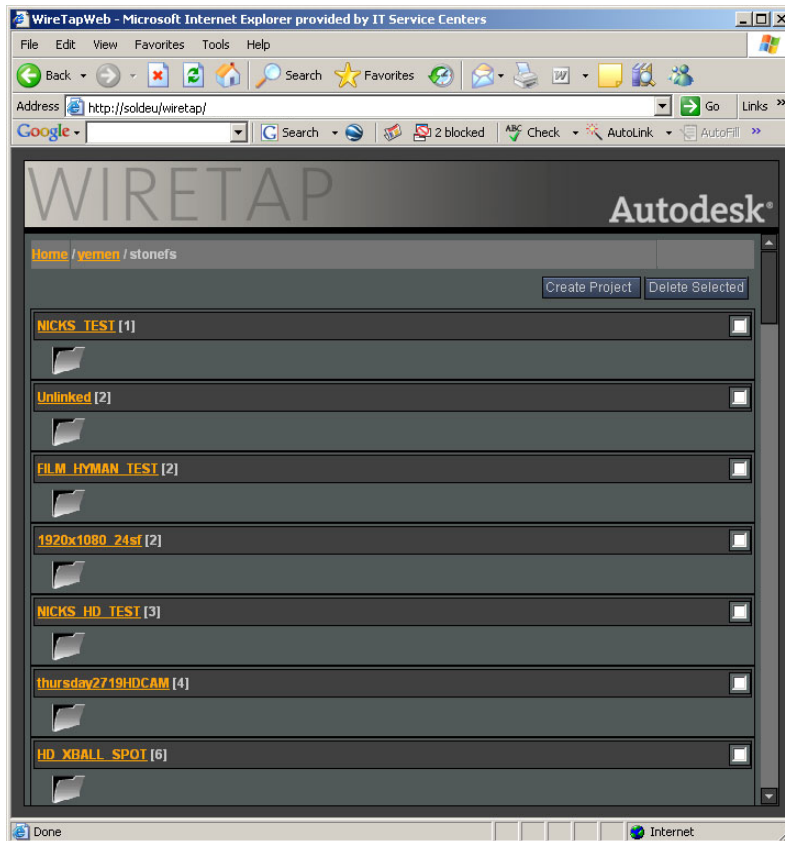 WireTapWeb - Microsoft Internet Explorer provided by IT Service Centers
File Edit View Favorites Tools Help
Back Search Favorites
Address http://soldeu/wiretap/ Go Links »
Google Search 2 blocked ABC Check AutoLink AutoFill »
WIRETAP Autodesk®
Home / yemen / stonefs
Create Project Delete Selected
NICKS_TEST [1]
Unlinked [2]
FILM_HYMAN_TEST [2]
1920x1080_24sf [2]
NICKS_HD_TEST [3]
thursday2719HDCAM [4]
HD_XBALL_SPOT [6]
Done Internet